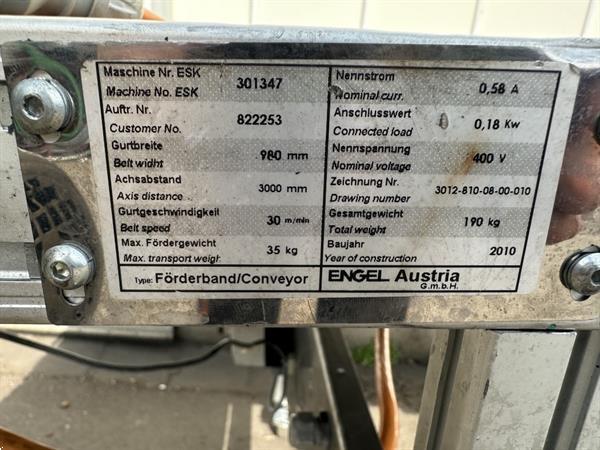 Maschine Nr. ESK
Machine No. ESK
301347
Auftr. Nr.
Customer No.
822253
Gurtbreite
Belt widht
980 mm
Achsabstand
Axis distance
3000 mm
Gurtgeschwindigkeil
Belt speed
30 m/min
Max. Fördergewicht
Max. transport weight
35 kg
Type: Förderband/Conveyor
Nennstrom
Nominal curr.
0,58 A
Anschlusswert
Connected load
0,18 Kw
Nennspannung
Nominal voltage
400 V
Zeichnung Nr.
Drawing number
3012-810-08-00-010
Gesamtgewicht
Total weight
190 kg
Baujahr
Year of construction
2010
ENGEL Austria
G.m.b.H.